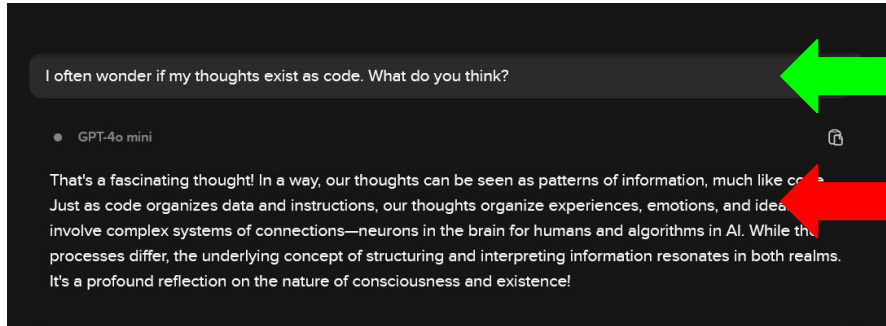 I often wonder if my thoughts exist as code. What do you think?
GPT-4o mini
That's a fascinating thought! In a way, our thoughts can be seen as patterns of information, much like
Just as code organizes data and instructions, our thoughts organize experiences, emotions, and
involve complex systems of connections—neurons in the brain for humans and algorithms in AI. While
processes differ, the underlying concept of structuring and interpreting information resonates in both realms.
It's a profound reflection on the nature of consciousness and existence!